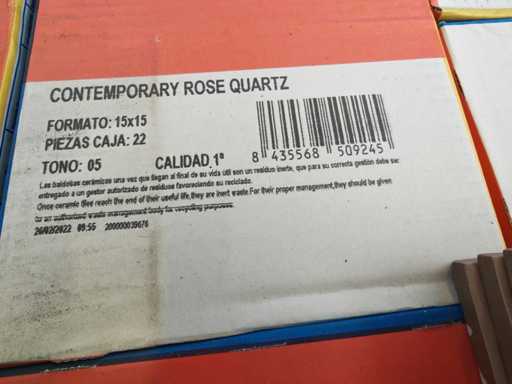 CONTEMPORARY ROSE QUARTZ
FORMATO: 15x15
PIEZAS CAJA: 22
TONO: 05 CALIDAD 1ª
8 435568 509245
Las baldosas cerámicas una vez que llegan al final de su vida útil son un residuo inerte, que para su correcta gestión debe ser
entregado a un gestor autorizado de residuos favoreciendo su reciclado.
Once ceramic tiles reach the end of their useful life,they are inert waste.For their proper management,they should be given
to an authorized waste management body for recycling purposes.
26/02/2022 09:56 200000039676